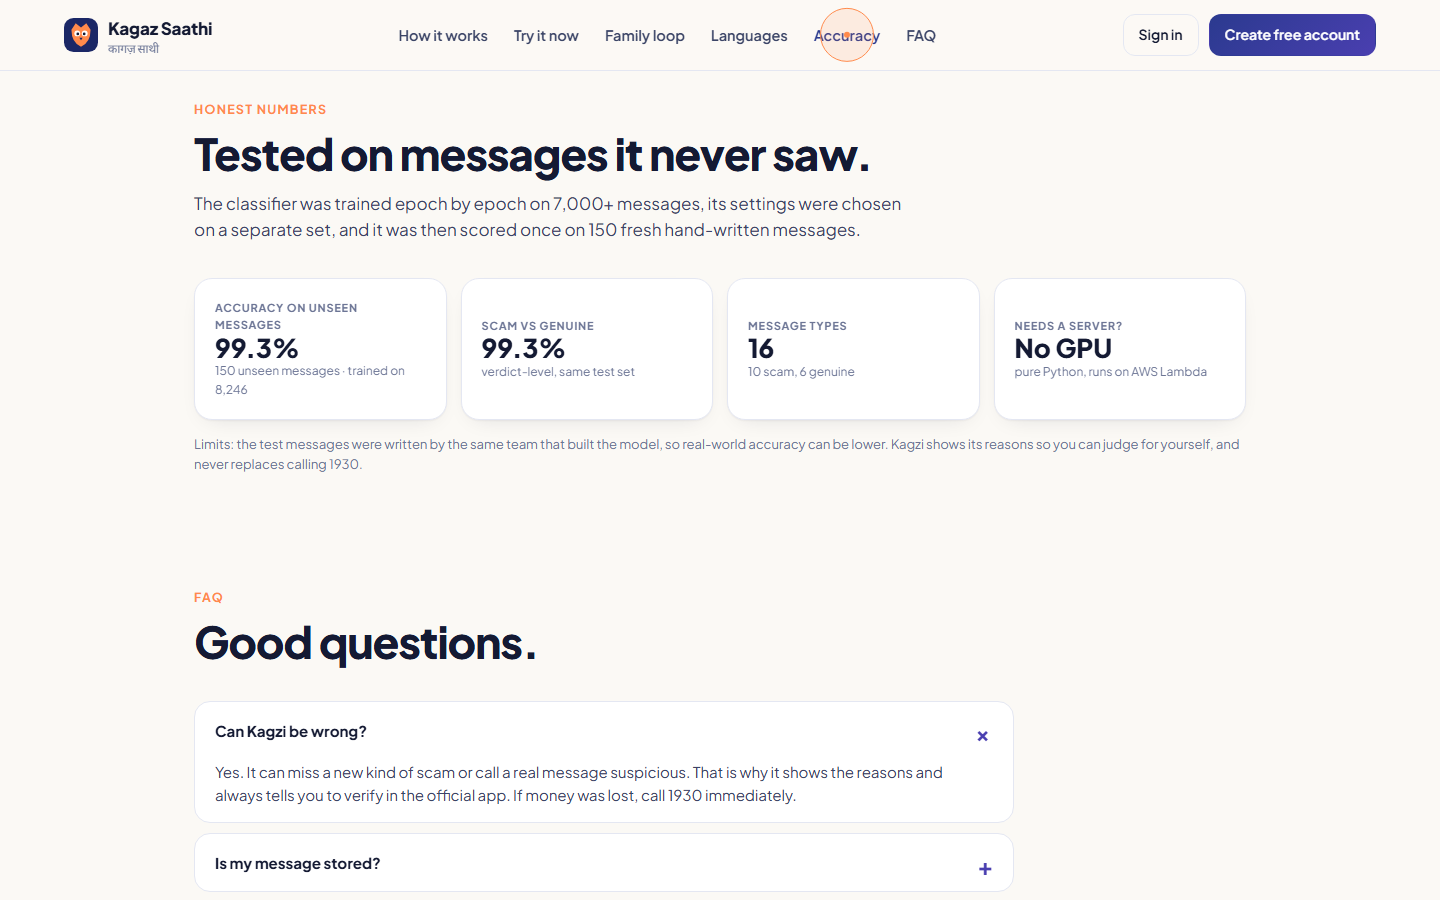 Kagaz Saathi
कागज़ साथी
How it works
Try it now
Family loop
Languages
Accuracy
FAQ
Sign in
Create free account
HONEST NUMBERS
Tested on messages it never saw.
The classifier was trained epoch by epoch on 7,000+ messages, its settings were chosen
on a separate set, and it was then scored once on 150 fresh hand-written messages.
ACCURACY ON UNSEEN
MESSAGES
99.3%
150 unseen messages · trained on
8,246
SCAM VS GENUINE
99.3%
verdict-level, same test set
MESSAGE TYPES
16
10 scam, 6 genuine
NEEDS A SERVER?
No GPU
pure Python, runs on AWS Lambda
Limits: the test messages were written by the same team that built the model, so real-world accuracy can be lower. Kagzi shows its reasons so you can judge for yourself, and
never replaces calling 1930.
FAQ
Good questions.
Can Kagzi be wrong?
Yes. It can miss a new kind of scam or call a real message suspicious. That is why it shows the reasons and
always tells you to verify in the official app. If money was lost, call 1930 immediately.
Is my message stored?